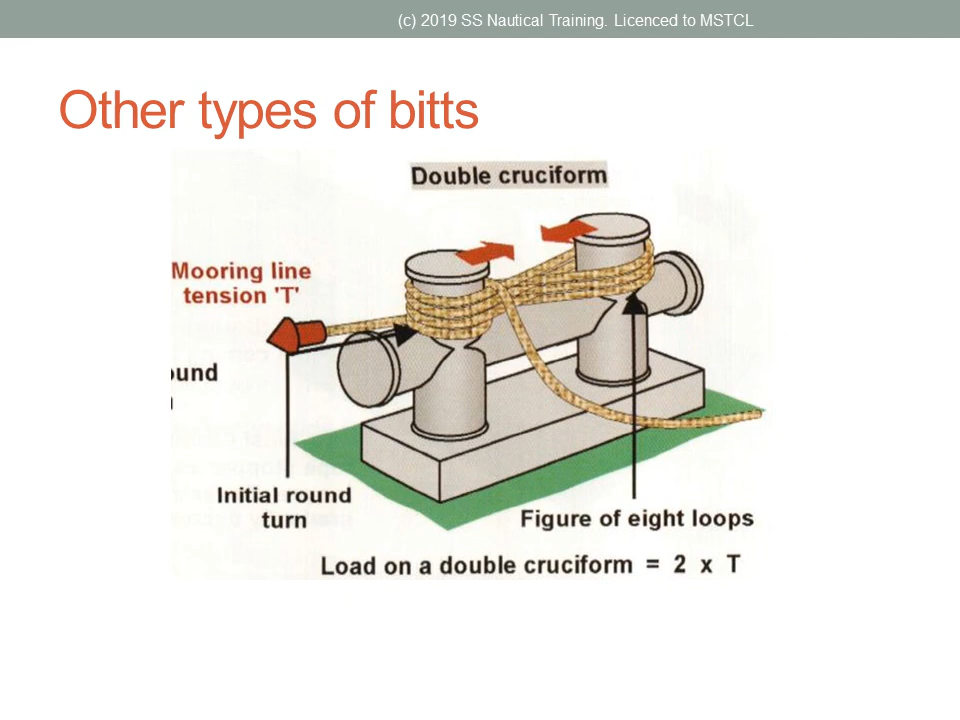 (c) 2019 SS Nautical Training. Licenced to MSTCL
Other types of bitts
Double cruciform
Mooring line
tension 'T'
ound
Initial round
turn
Figure of eight loops
Load on a double cruciform = 2 x T